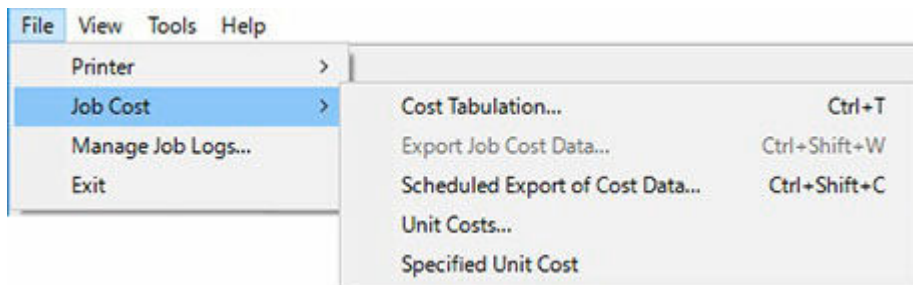 File View Tools Help
Printer >
Job Cost >
Cost Tabulation... Ctrl+T
Manage Job Logs...
Export Job Cost Data... Ctrl+Shift+W
Exit
Scheduled Export of Cost Data... Ctrl+Shift+C
Unit Costs...
Specified Unit Cost